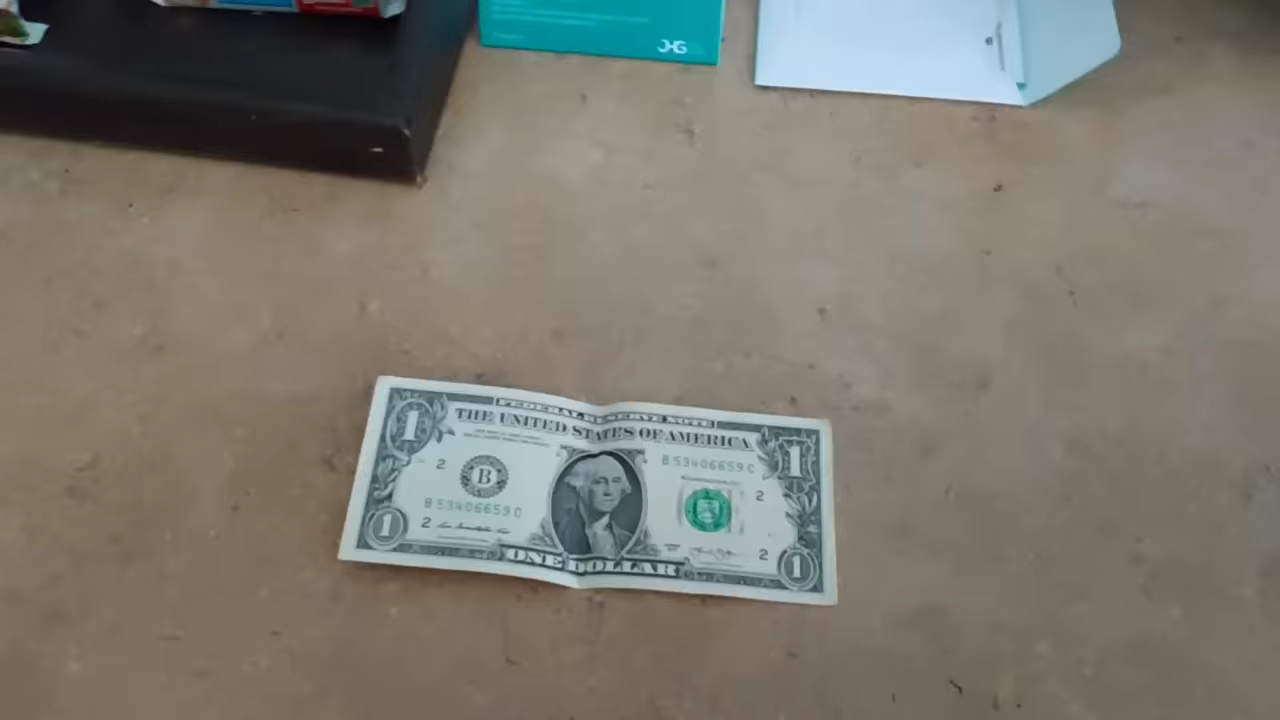 JHG
FEDERAL RESERVE NOTE
THE UNITED STATES OF AMERICA
1
1
B 53406659 C
2
B
2
B 53406659 C
2
1
2
1
ONE DOLLAR